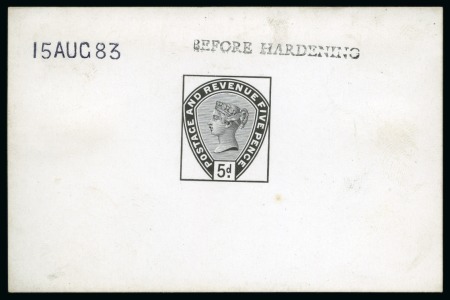 15AUG83 BEFORE HARDENING
POSTAGE AND REVENUE FIVE PENCE
5d